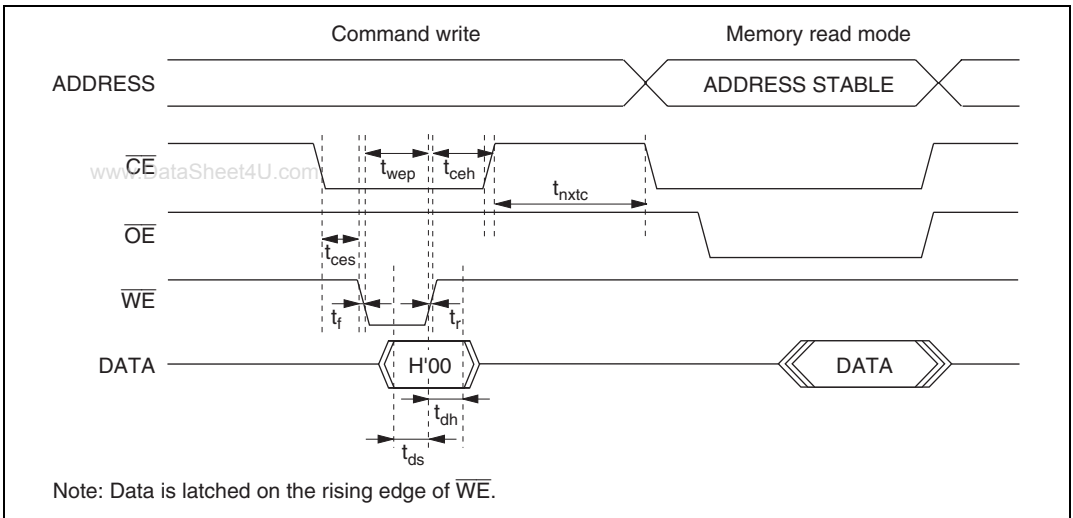 Command write
Memory read mode
ADDRESS
ADDRESS STABLE
CE
www.DataSheet4U.com
twep
tceh
tnxtc
OE
tces
WE
tf
tr
DATA
H'00
DATA
tdh
tds
Note: Data is latched on the rising edge of WE.